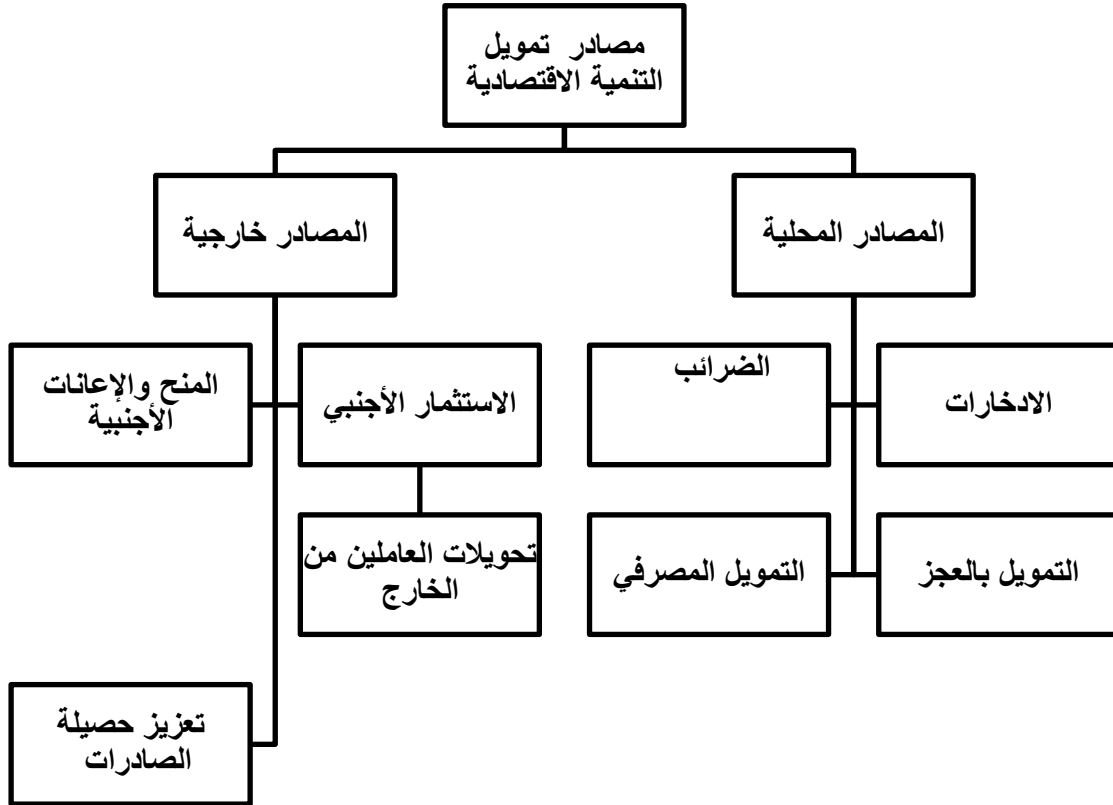 مصادر تمويل
التنمية الاقتصادية
المصادر المحلية
المصادر خارجية
الادخارات
الضرائب
الاستثمار الأجنبي
المنح والإعانات
الأجنبية
التمويل بالعجز
التمويل المصرفي
تحويلات العاملين من
الخارج
تعزيز حصيلة
الصادرات